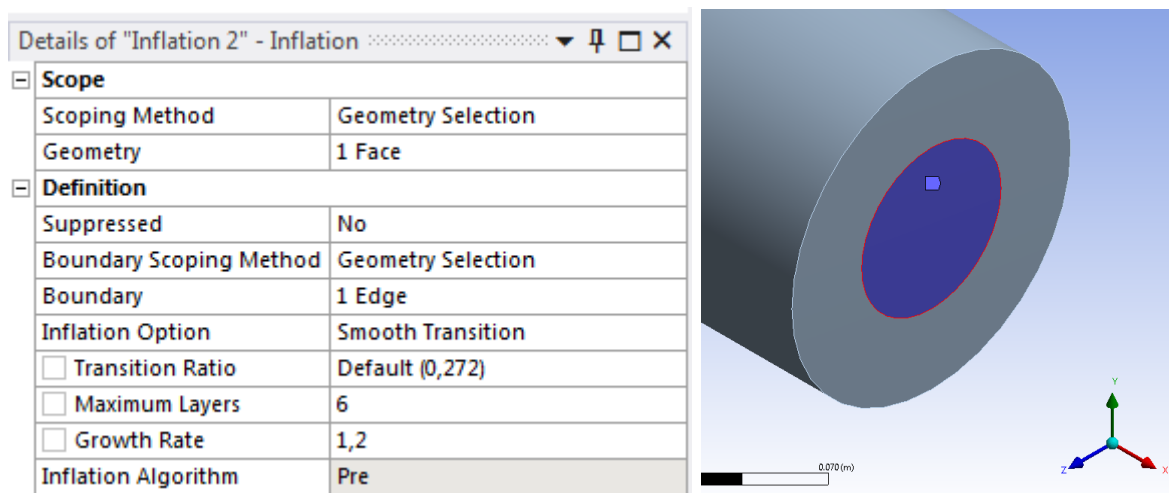 Details of "Inflation 2" - Inflation
Scope
Scoping Method Geometry Selection
Geometry 1 Face
Definition
Suppressed No
Boundary Scoping Method Geometry Selection
Boundary 1 Edge
Inflation Option Smooth Transition
Transition Ratio Default (0,272)
Maximum Layers 6
Growth Rate 1,2
Inflation Algorithm Pre
0.070 (m)
Y
Z
X